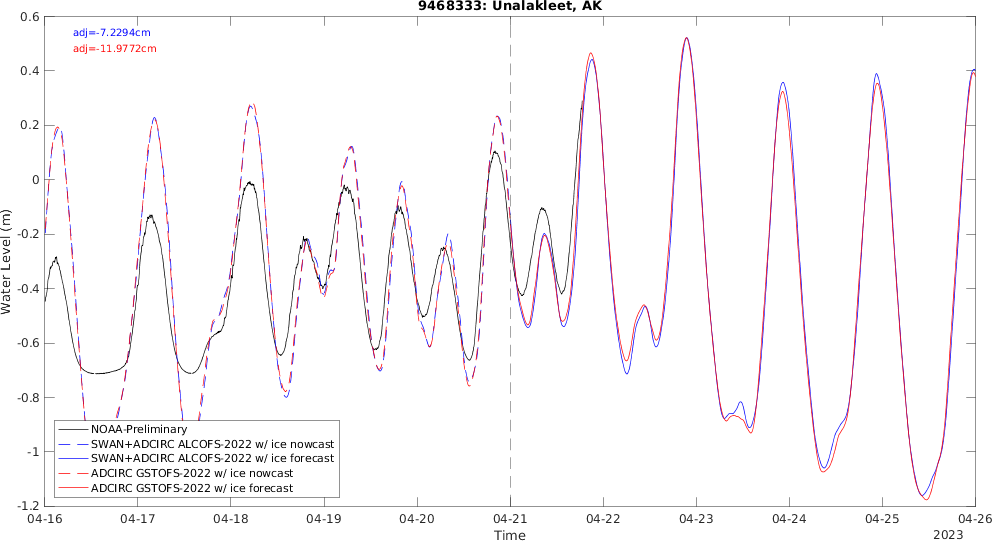 9468333: Unalakleet, AK
adj=-7.2294cm
adj=-11.9772cm
Water Level (m)
0.6
0.4
0.2
0
-0.2
-0.4
-0.6
-0.8
-1
-1.2
NOAA-Preliminary
SWAN+ADCIRC ALCOFS-2022 w/ ice nowcast
SWAN+ADCIRC ALCOFS-2022 w/ ice forecast
ADCIRC GSTOFS-2022 w/ ice nowcast
ADCIRC GSTOFS-2022 w/ ice forecast
04-16 04-17 04-18 04-19 04-20 04-21 04-22 04-23 04-24 04-25 04-26
Time
2023